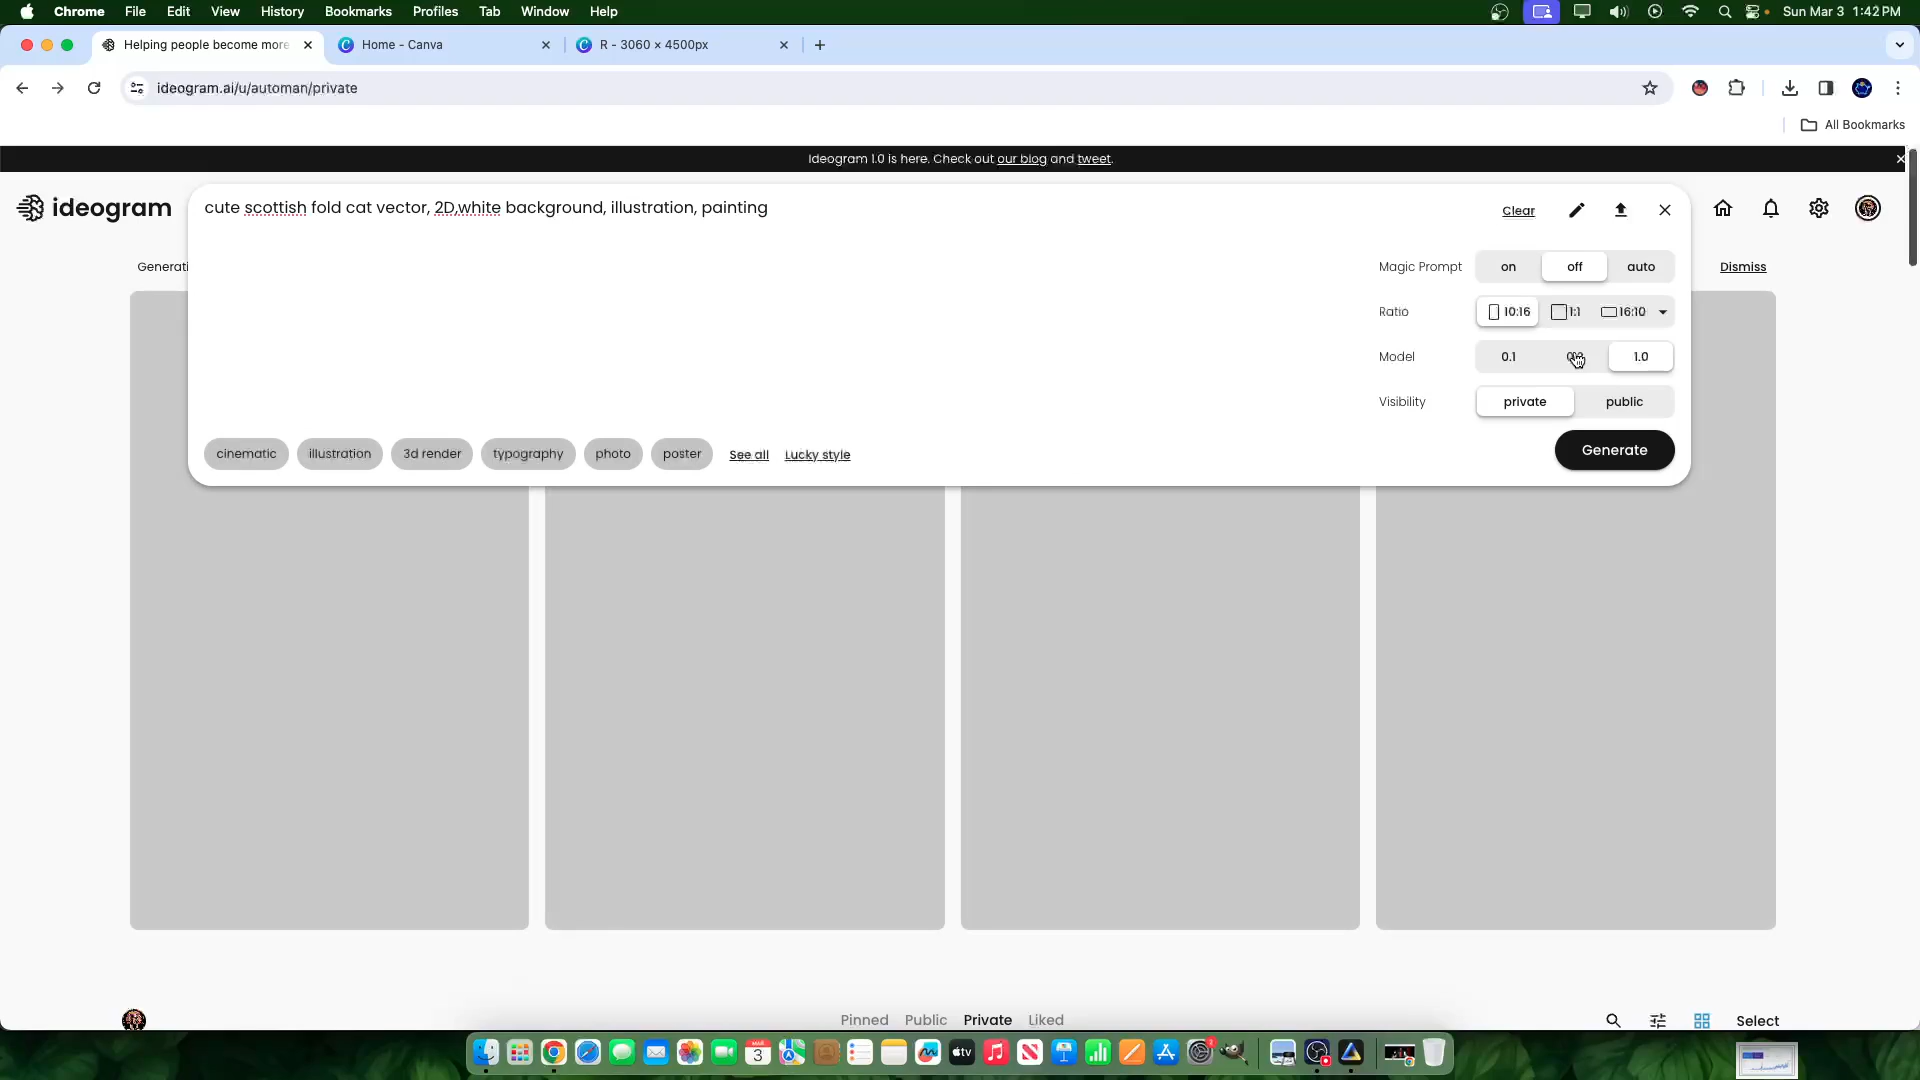 Chrome File Edit View History Bookmarks Profiles Tab Window Help Sun Mar 3 1:42 PM
Helping people become more Home - Canva R - 3060 × 4500px
ideogram.ai/u/automan/private
All Bookmarks
Ideogram 1.0 is here. Check out our blog and tweet.
ideogram
cute scottish fold cat vector, 2D,white background, illustration, painting
Clear
Generati
Magic Prompt on off auto
Dismiss
Ratio 10:16 1:1 16:10
Model 0.1 1.0
Visibility private public
cinematic illustration 3d render typography photo poster See all Lucky style
Generate
Pinned Public Private Liked
Select
MAR
3
tv